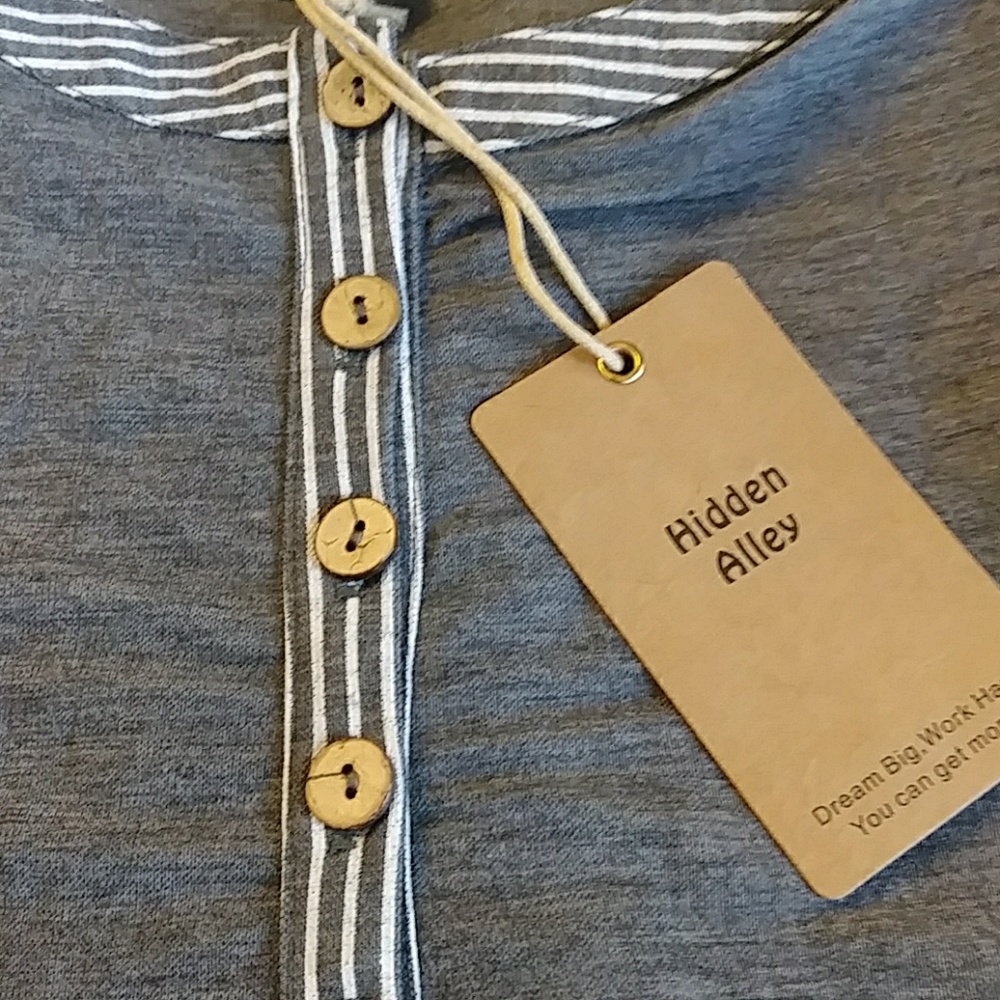 Hidden
Alley
Dream Big,Work
You can get